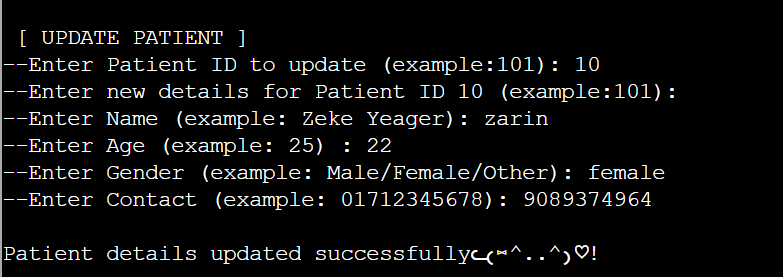 [ UPDATE PATIENT ]
--Enter Patient ID to update (example:101): 10
--Enter new details for Patient ID 10 (example:101):
--Enter Name (example: Zeke Yeager): zarin
--Enter Age (example: 25) : 22
--Enter Gender (example: Male/Female/Other): female
--Enter Contact (example: 01712345678): 9089374964
Patient details updated successfullyᓚ₍⑅^..^₎♡!